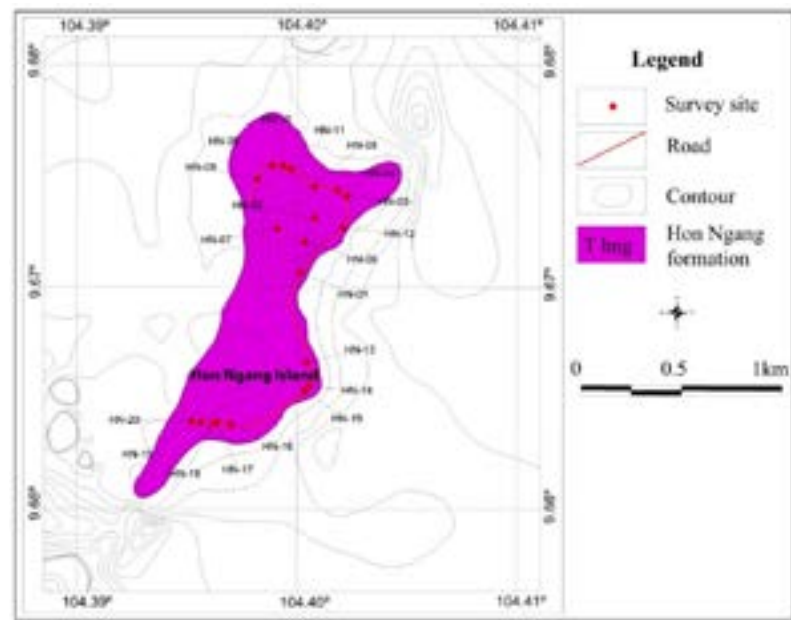 104.39°
104.40°
104.41°
9.68°
9.68°
HN-11
HN-08
HN-03
HN-12
HN-07
HN-06
HN-01
9.67°
9.67°
HN-13
Hon Ngang Island
HN-14
HN-20
HN-16
HN-17
HN-18
9.66°
9.66°
104.39°
104.40°
104.41°
Legend
Survey site
Road
Contour
T hng
Hon Ngang
formation
0
0.5
1km